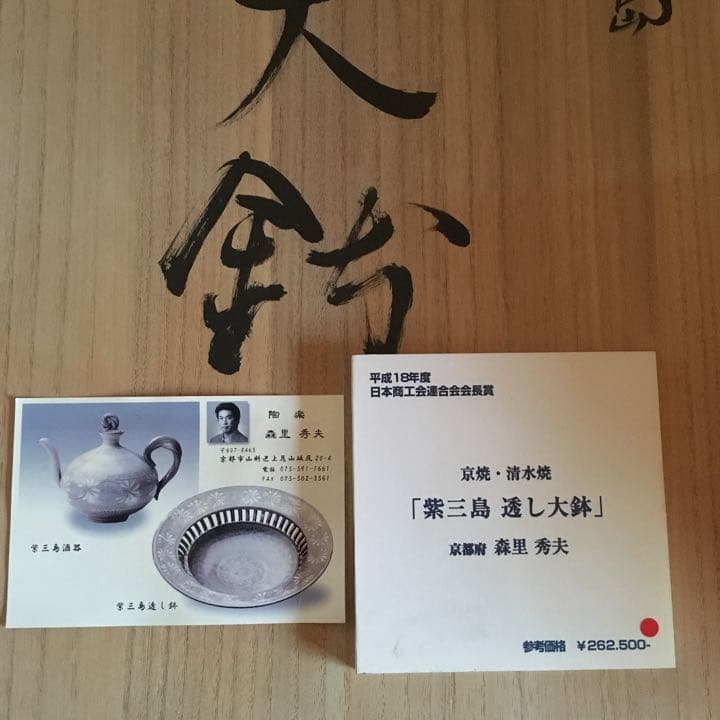 島
大
鉢
陶 楽
森里 秀夫
〒607-8465
京都市山科区上花山桜尾20-4
電話 075-591-1661
FAX 075-502-3561
紫三島酒器
紫三島透し鉢
平成18年度
日本商工会連合会会長賞
京焼・清水焼
「紫三島 透し大鉢」
京都府 森里 秀夫
参考価格 ¥262.500-